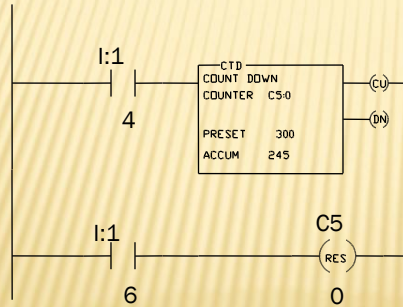 I:1
CTD
COUNT DOWN
COUNTER C5:0
(CU)
(DN)
4
PRESET 300
ACCUM 245
C5
I:1
(RES)
6
0